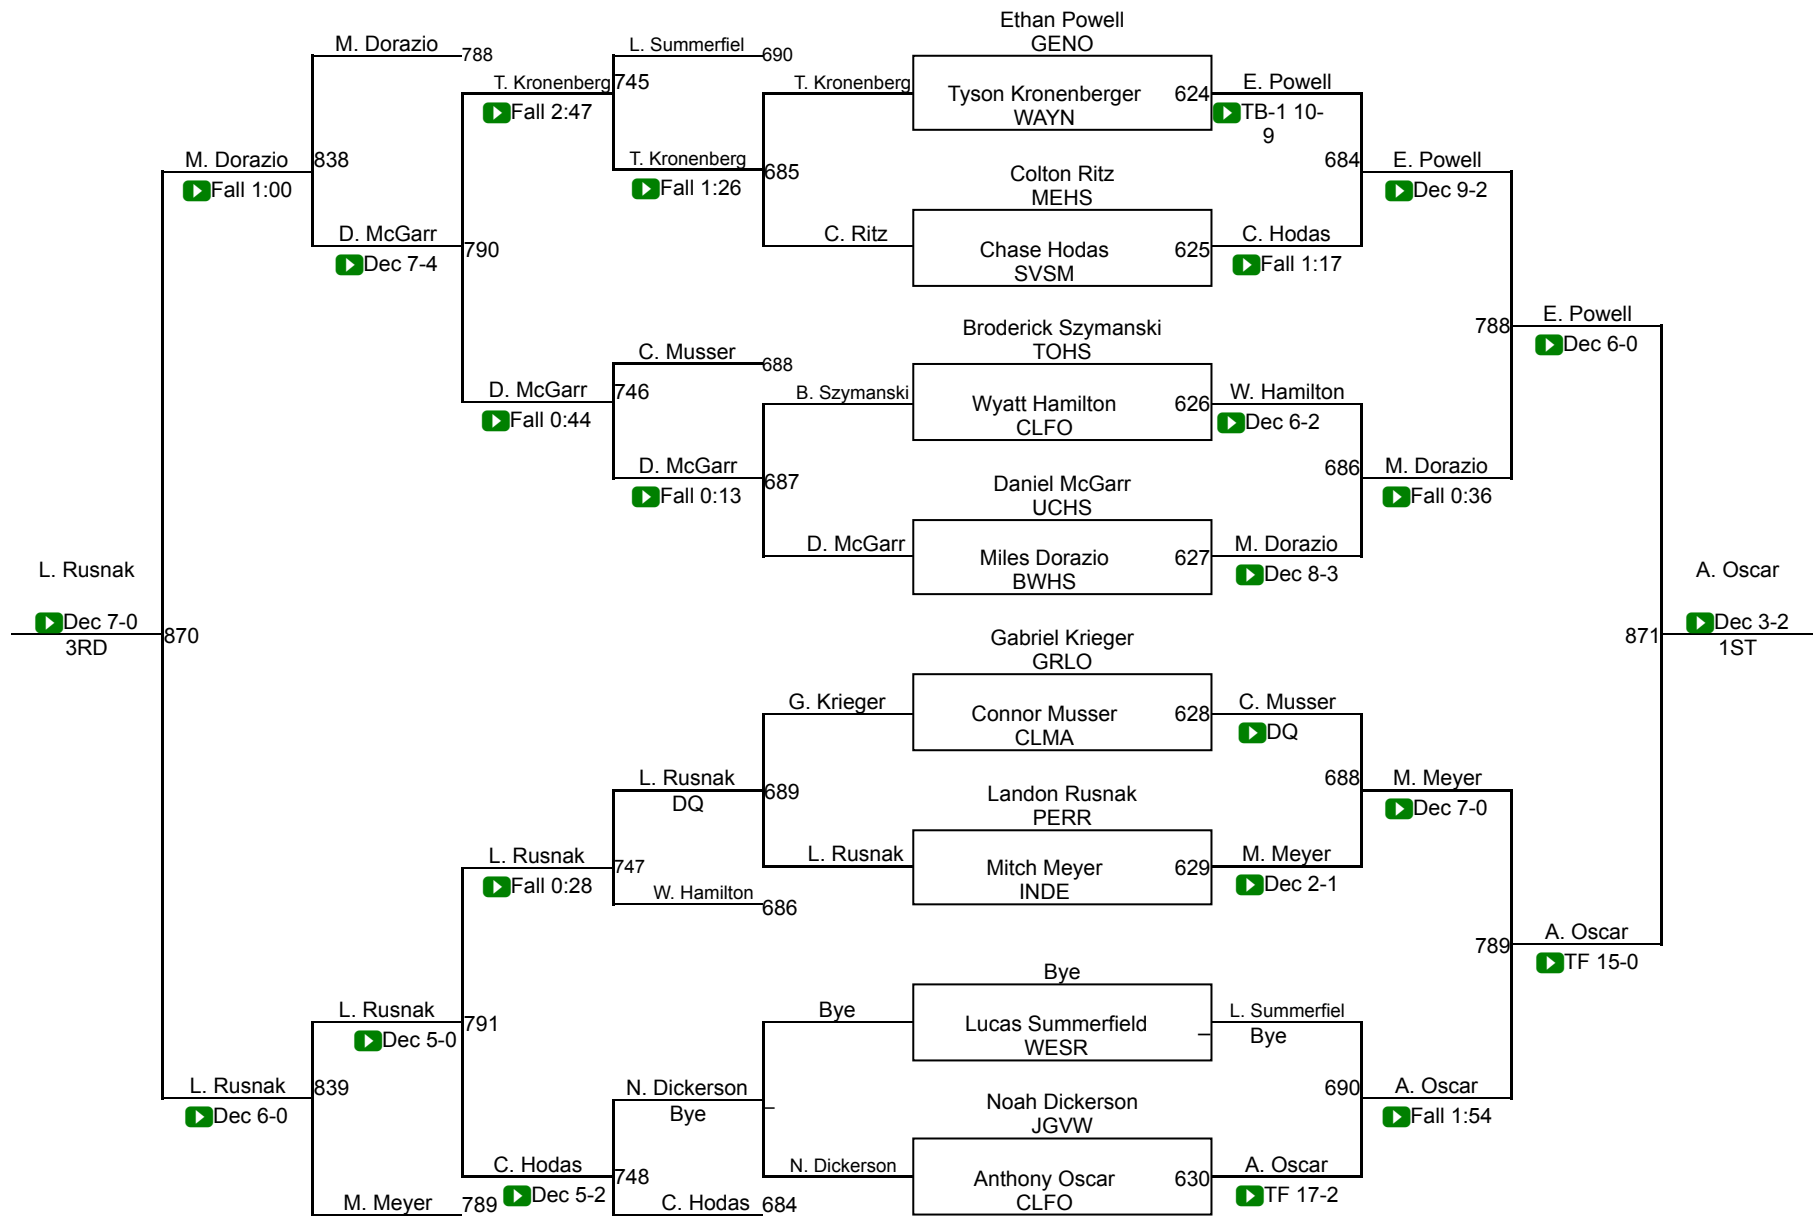 Ethan Powell
GENO
M. Dorazio
788
L. Summerfiel
690
T. Kronenberg
745
Fall 2:47
T. Kronenberg
Tyson Kronenberger
WAYN
624
E. Powell
TB-1 10-
9
M. Dorazio
838
Fall 1:00
T. Kronenberg
685
Fall 1:26
Colton Ritz
MEHS
684
E. Powell
Dec 9-2
D. McGarr
790
Dec 7-4
C. Ritz
Chase Hodas
SVSM
625
C. Hodas
Fall 1:17
Broderick Szymanski
TOHS
788
E. Powell
Dec 6-0
C. Musser
688
D. McGarr
746
Fall 0:44
B. Szymanski
Wyatt Hamilton
CLFO
626
W. Hamilton
Dec 6-2
D. McGarr
687
Fall 0:13
Daniel McGarr
UCHS
686
M. Dorazio
Fall 0:36
D. McGarr
Miles Dorazio
BWHS
627
M. Dorazio
Dec 8-3
L. Rusnak
Dec 7-0
3RD
870
A. Oscar
871
Dec 3-2
1ST
Gabriel Krieger
GRLO
G. Krieger
Connor Musser
CLMA
628
C. Musser
DQ
L. Rusnak
689
DQ
Landon Rusnak
PERR
688
M. Meyer
Dec 7-0
L. Rusnak
747
Fall 0:28
L. Rusnak
Mitch Meyer
INDE
629
M. Meyer
Dec 2-1
W. Hamilton
686
789
A. Oscar
TF 15-0
Bye
L. Rusnak
791
Dec 5-0
Bye
Lucas Summerfield
WESR
L. Summerfiel
Bye
L. Rusnak
839
Dec 6-0
N. Dickerson
Bye
Noah Dickerson
JGVW
690
A. Oscar
Fall 1:54
C. Hodas
748
Dec 5-2
N. Dickerson
Anthony Oscar
CLFO
630
A. Oscar
TF 17-2
M. Meyer
789
C. Hodas
684